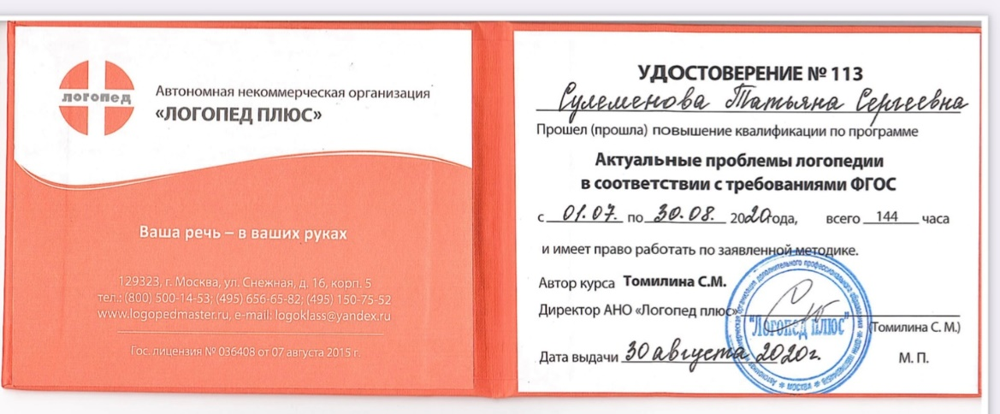 логопед
Автономная некоммерческая организация
«ЛОГОПЕД ПЛЮС»
Ваша речь – в ваших руках
129323, г. Москва, ул. Снежная, д. 16, корп. 5
тел.: (800) 500-14-53; (495) 656-65-82; (495) 150-75-52
www.logopedmaster.ru, e-mail: logoklass@yandex.ru
Гос. лицензия № 036408 от 07 августа 2015 г.
УДОСТОВЕРЕНИЕ № 113
Сулеменова Татьяна Сергеевна
Прошел (прошла) повышение квалификации по программе
Актуальные проблемы логопедии
в соответствии с требованиями ФГОС
с 01.07. по 30.08. 2020 года, всего 144 часа
и имеет право работать по заявленной методике.
Автор курса Томилина С.М.
Директор АНО «Логопед плюс»
(Томилина С. М.)
"Логопед плюс"
Дата выдачи 30 августа 2020г. М. П.